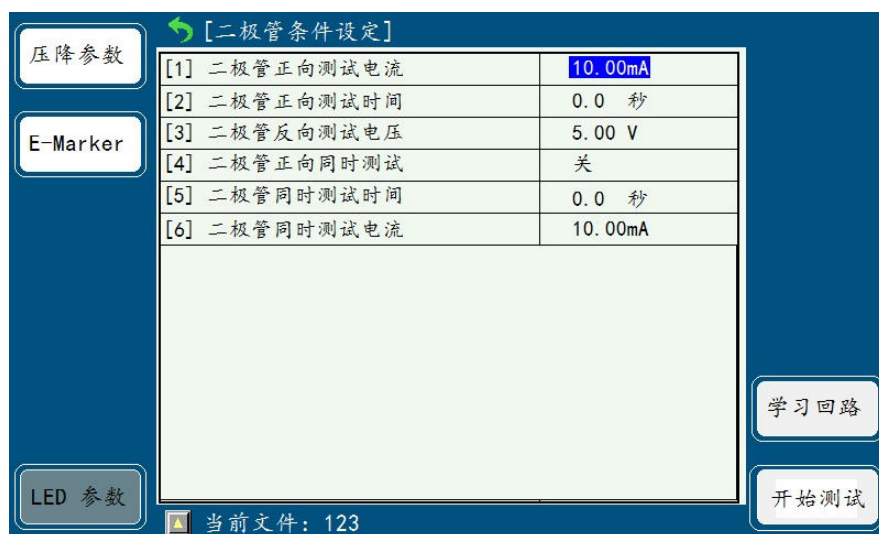 [二极管条件设定]
压降参数
[1] 二极管正向测试电流 10.00mA
[2] 二极管正向测试时间 0.0 秒
E-Marker
[3] 二极管反向测试电压 5.00 V
[4] 二极管正向同时测试 关
[5] 二极管同时测试时间 0.0 秒
[6] 二极管同时测试电流 10.00mA
学习回路
LED 参数
开始测试
当前文件: 123